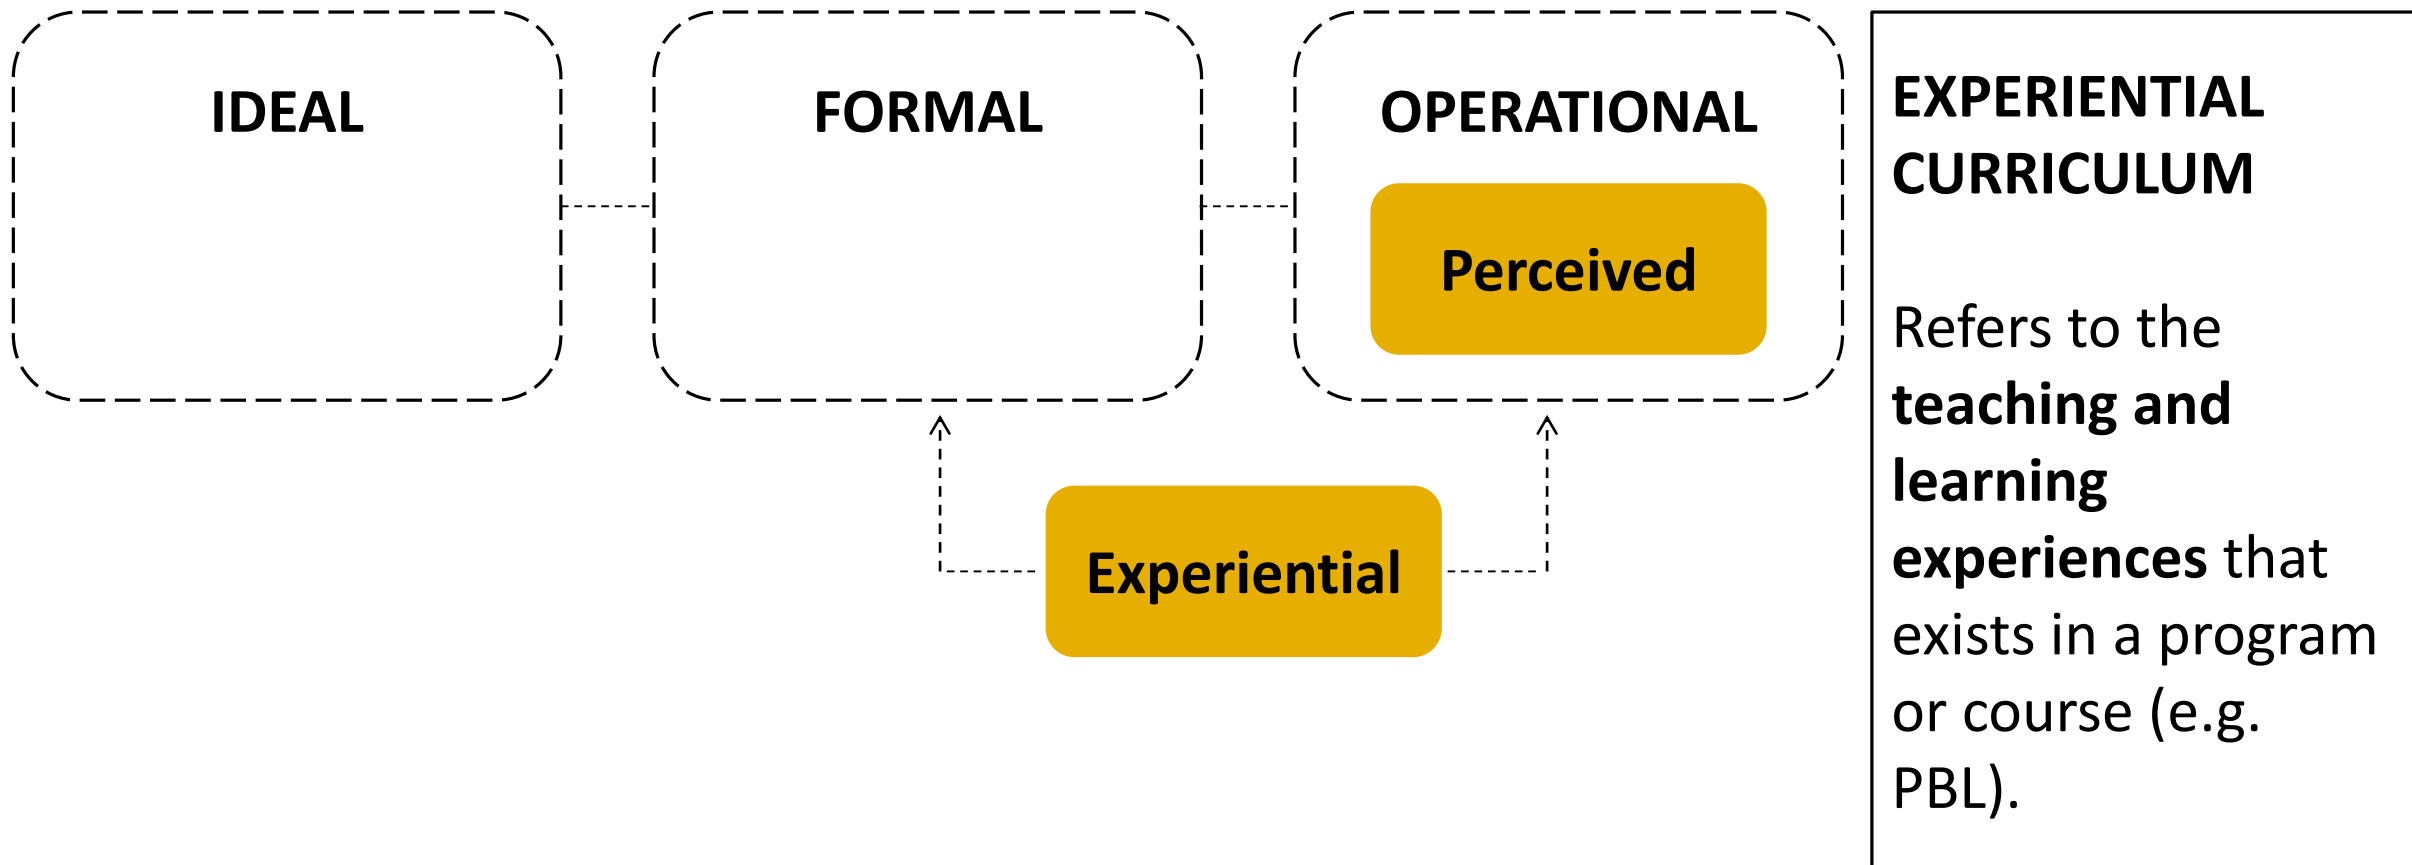 IDEAL
FORMAL
OPERATIONAL
Perceived
Experiential
EXPERIENTIAL
CURRICULUM
Refers to the
teaching and
learning
experiences that
exists in a program
or course (e.g.
PBL).